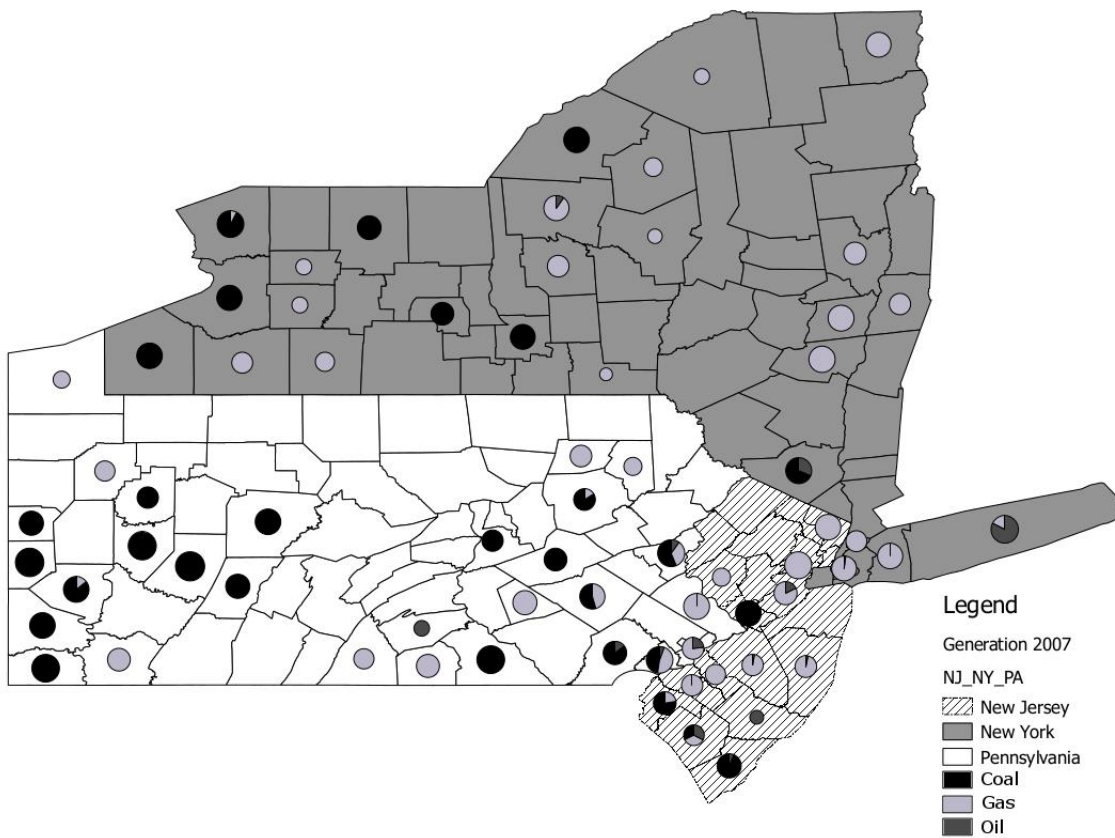 Legend
Generation 2007
NJ_NY_PA
New Jersey
New York
Pennsylvania
Coal
Gas
Oil